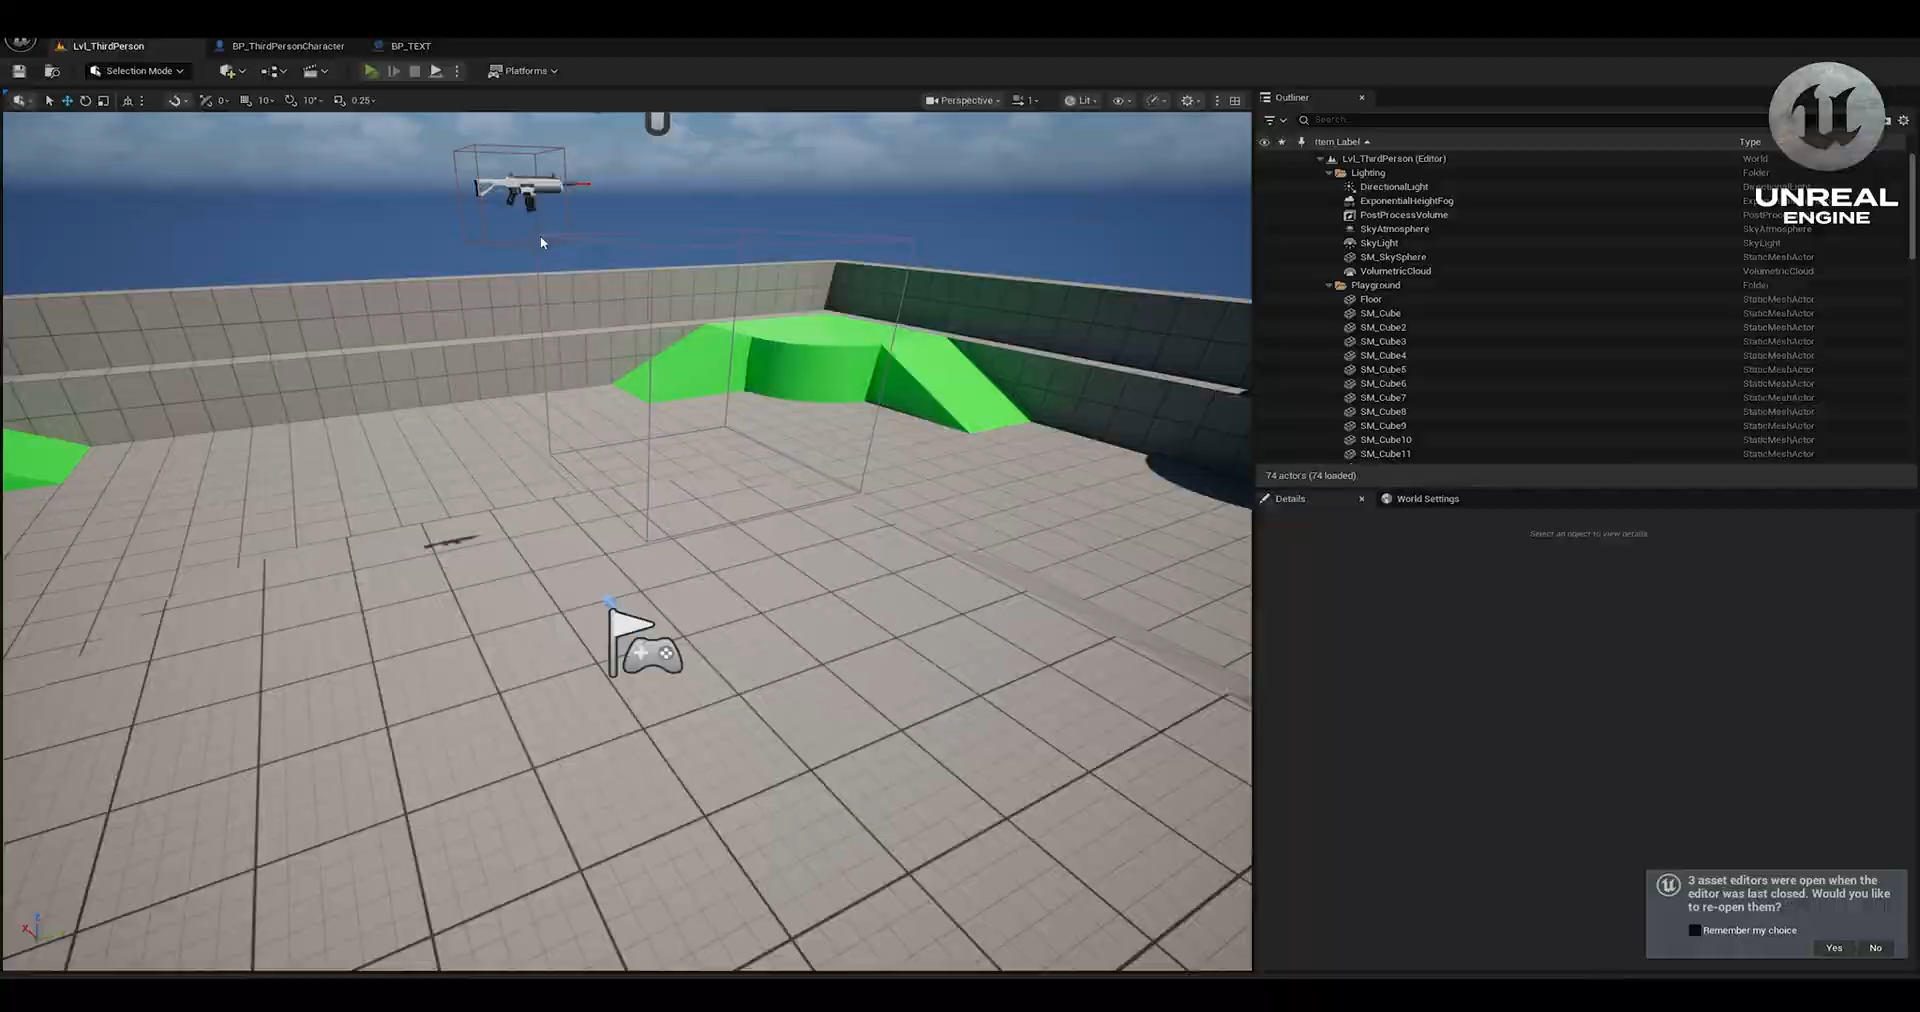 Lvl_ThirdPerson
BP_ThirdPersonCharacter
BP_TEXT
Selection Mode
Platforms
0
10
10°
0.25
Perspective
1
Lit
Outliner
Search...
Item Label
Type
Lvl_ThirdPerson (Editor)
World
Lighting
Folder
DirectionalLight
DirectionalLight
ExponentialHeightFog
PostProcessVolume
SkyAtmosphere
SkyAtmosphere
SkyLight
SkyLight
SM_SkySphere
StaticMeshActor
VolumetricCloud
VolumetricCloud
Playground
Folder
Floor
StaticMeshActor
SM_Cube
StaticMeshActor
SM_Cube2
StaticMeshActor
SM_Cube3
StaticMeshActor
SM_Cube4
StaticMeshActor
SM_Cube5
StaticMeshActor
SM_Cube6
StaticMeshActor
SM_Cube7
StaticMeshActor
SM_Cube8
StaticMeshActor
SM_Cube9
StaticMeshActor
SM_Cube10
StaticMeshActor
SM_Cube11
StaticMeshActor
74 actors (74 loaded)
UNREAL
ENGINE
Details
World Settings
Select an object to view details.
3 asset editors were open when the
editor was last closed. Would you like
to re-open them?
Remember my choice
Yes
No
X
Z